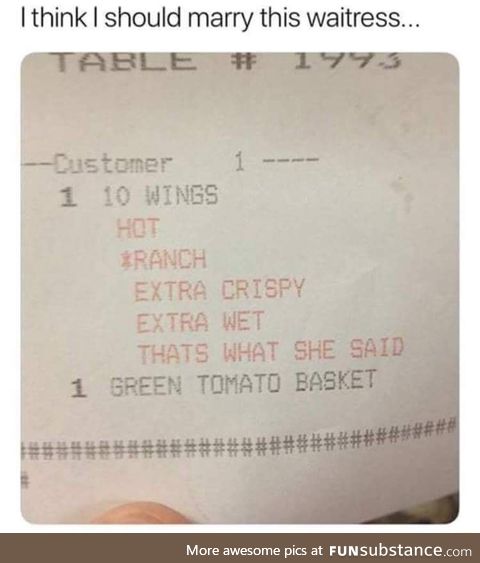 I think I should marry this waitress...
TABLE # 1993
--Customer 1 ----
1 10 WINGS
HOT
*RANCH
EXTRA CRISPY
EXTRA WET
THATS WHAT SHE SAID
1 GREEN TOMATO BASKET
########################################
#
More awesome pics at FUNsubstance.com